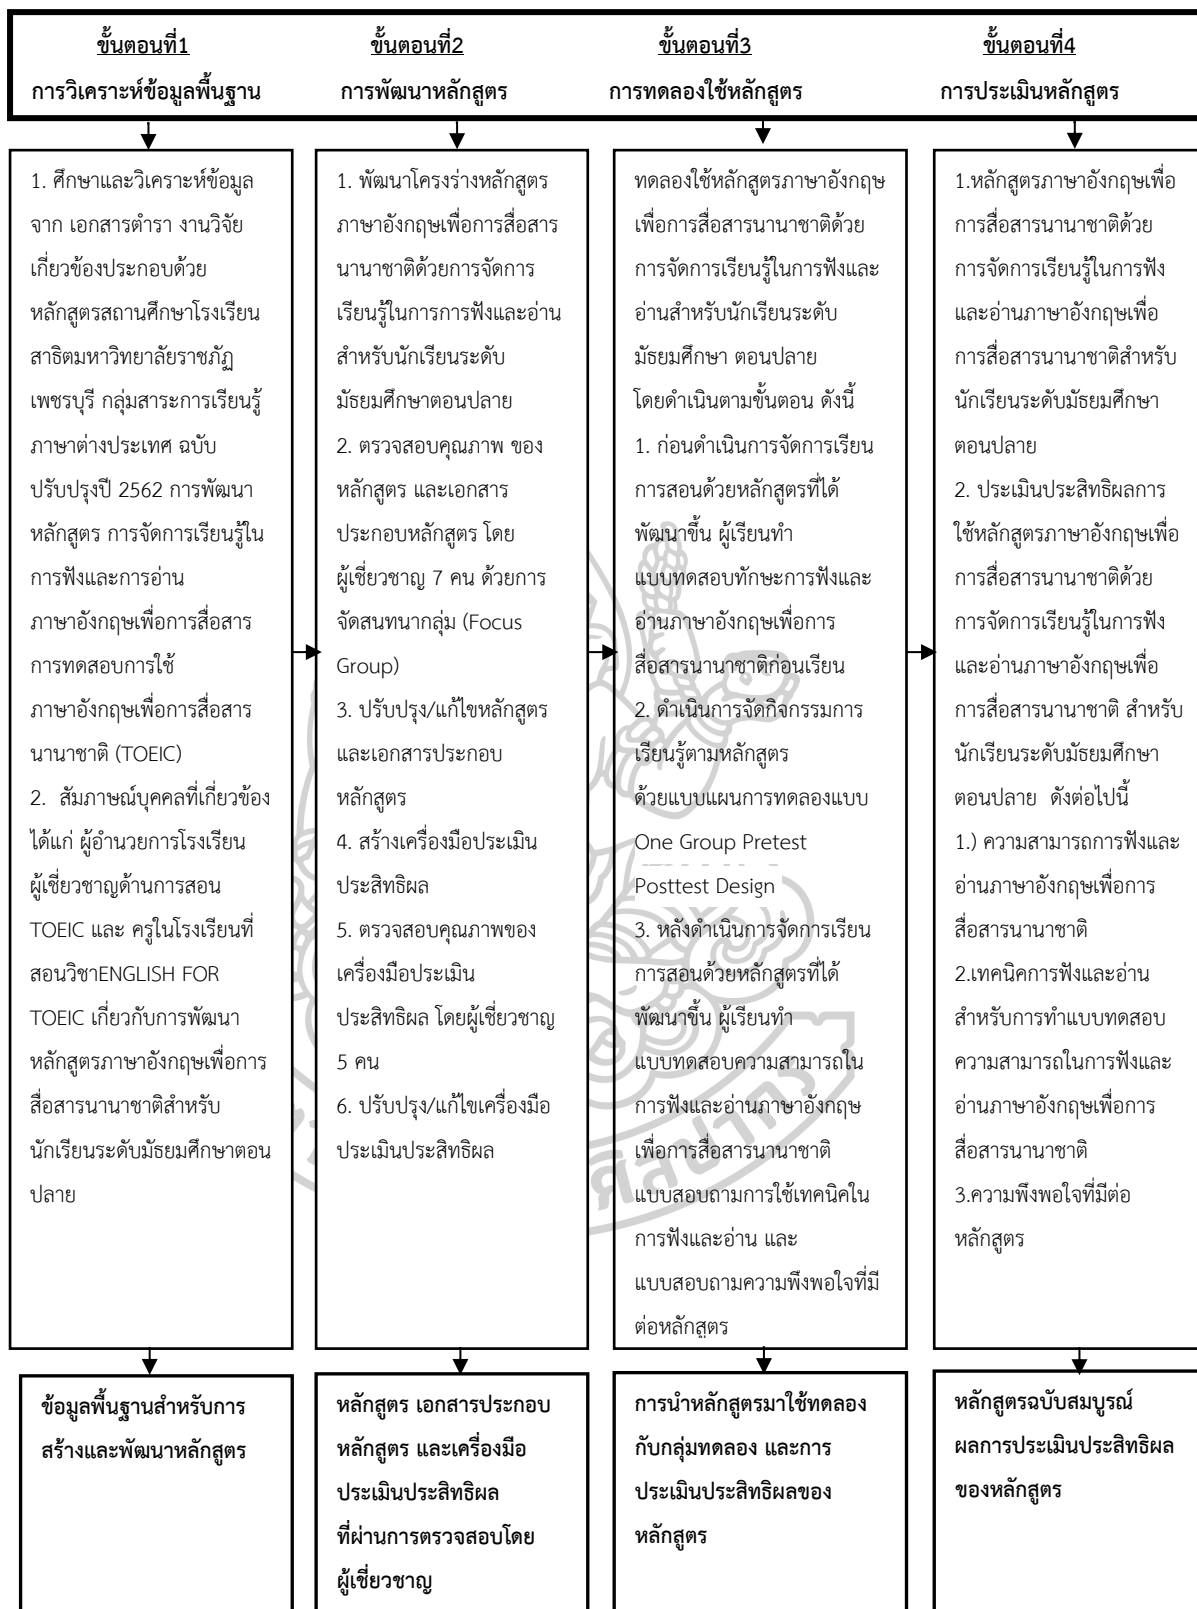 ขั้นตอนที่1
การวิเคราะห์ข้อมูลพื้นฐาน
ขั้นตอนที่2
การพัฒนาหลักสูตร
ขั้นตอนที่3
การทดลองใช้หลักสูตร
ขั้นตอนที่4
การประเมินหลักสูตร
1. ศึกษาและวิเคราะห์ข้อมูล
จาก เอกสารตำรา งานวิจัย
เกี่ยวข้องประกอบด้วย
หลักสูตรสถานศึกษาโรงเรียน
สาธิตมหาวิทยาลัยราชภัฏ
เพชรบุรี กลุ่มสาระการเรียนรู้
ภาษาต่างประเทศ ฉบับ
ปรับปรุงปี 2562 การพัฒนา
หลักสูตร การจัดการเรียนรู้ใน
การฟังและการอ่าน
ภาษาอังกฤษเพื่อการสื่อสาร
การทดสอบการใช้
ภาษาอังกฤษเพื่อการสื่อสาร
นานาชาติ (TOEIC)
2. สัมภาษณ์บุคคลที่เกี่ยวข้อง
ได้แก่ ผู้อำนวยการโรงเรียน
ผู้เชี่ยวชาญด้านการสอน
TOEIC และ ครูในโรงเรียนที่
สอนวิชาENGLISH FOR
TOEIC เกี่ยวกับการพัฒนา
หลักสูตรภาษาอังกฤษเพื่อการ
สื่อสารนานาชาติสำหรับ
นักเรียนระดับมัธยมศึกษาตอน
ปลาย
1. พัฒนาโครงร่างหลักสูตร
ภาษาอังกฤษเพื่อการสื่อสาร
นานาชาติด้วยการจัดการ
เรียนรู้ในการการฟังและอ่าน
สำหรับนักเรียนระดับ
มัธยมศึกษาตอนปลาย
2. ตรวจสอบคุณภาพ ของ
หลักสูตร และเอกสาร
ประกอบหลักสูตร โดย
ผู้เชี่ยวชาญ 7 คน ด้วยการ
จัดสนทนากลุ่ม (Focus
Group)
3. ปรับปรุง/แก้ไขหลักสูตร
และเอกสารประกอบ
หลักสูตร
4. สร้างเครื่องมือประเมิน
ประสิทธิผล
5. ตรวจสอบคุณภาพของ
เครื่องมือประเมิน
ประสิทธิผล โดยผู้เชี่ยวชาญ
5 คน
6. ปรับปรุง/แก้ไขเครื่องมือ
ประเมินประสิทธิผล
ทดลองใช้หลักสูตรภาษาอังกฤษ
เพื่อการสื่อสารนานาชาติด้วย
การจัดการเรียนรู้ในการฟังและ
อ่านสำหรับนักเรียนระดับ
มัธยมศึกษา ตอนปลาย
โดยดำเนินตามขั้นตอน ดังนี้
1. ก่อนดำเนินการจัดการเรียน
การสอนด้วยหลักสูตรที่ได้
พัฒนาขึ้น ผู้เรียนทำ
แบบทดสอบทักษะการฟังและ
อ่านภาษาอังกฤษเพื่อการ
สื่อสารนานาชาติก่อนเรียน
2. ดำเนินการจัดกิจกรรมการ
เรียนรู้ตามหลักสูตร
ด้วยแบบแผนการทดลองแบบ
One Group Pretest
Posttest Design
3. หลังดำเนินการจัดการเรียน
การสอนด้วยหลักสูตรที่ได้
พัฒนาขึ้น ผู้เรียนทำ
แบบทดสอบความสามารถใน
การฟังและอ่านภาษาอังกฤษ
เพื่อการสื่อสารนานาชาติ
แบบสอบถามการใช้เทคนิคใน
การฟังและอ่าน และ
แบบสอบถามความพึงพอใจที่มี
ต่อหลักสูตร
1.หลักสูตรภาษาอังกฤษเพื่อ
การสื่อสารนานาชาติด้วย
การจัดการเรียนรู้ในการฟัง
และอ่านภาษาอังกฤษเพื่อ
การสื่อสารนานาชาติสำหรับ
นักเรียนระดับมัธยมศึกษา
ตอนปลาย
2. ประเมินประสิทธิผลการ
ใช้หลักสูตรภาษาอังกฤษเพื่อ
การสื่อสารนานาชาติด้วย
การจัดการเรียนรู้ในการฟัง
และอ่านภาษาอังกฤษเพื่อ
การสื่อสารนานาชาติ สำหรับ
นักเรียนระดับมัธยมศึกษา
ตอนปลาย ดังต่อไปนี้
1.) ความสามารถการฟังและ
อ่านภาษาอังกฤษเพื่อการ
สื่อสารนานาชาติ
2.เทคนิคการฟังและอ่าน
สำหรับการทำแบบทดสอบ
ความสามารถในการฟังและ
อ่านภาษาอังกฤษเพื่อการ
สื่อสารนานาชาติ
3.ความพึงพอใจที่มีต่อ
หลักสูตร
ข้อมูลพื้นฐานสำหรับการ
สร้างและพัฒนาหลักสูตร
หลักสูตร เอกสารประกอบ
หลักสูตร และเครื่องมือ
ประเมินประสิทธิผล
ที่ผ่านการตรวจสอบโดย
ผู้เชี่ยวชาญ
การนำหลักสูตรมาใช้ทดลอง
กับกลุ่มทดลอง และการ
ประเมินประสิทธิผลของ
หลักสูตร
หลักสูตรฉบับสมบูรณ์
ผลการประเมินประสิทธิผล
ของหลักสูตร